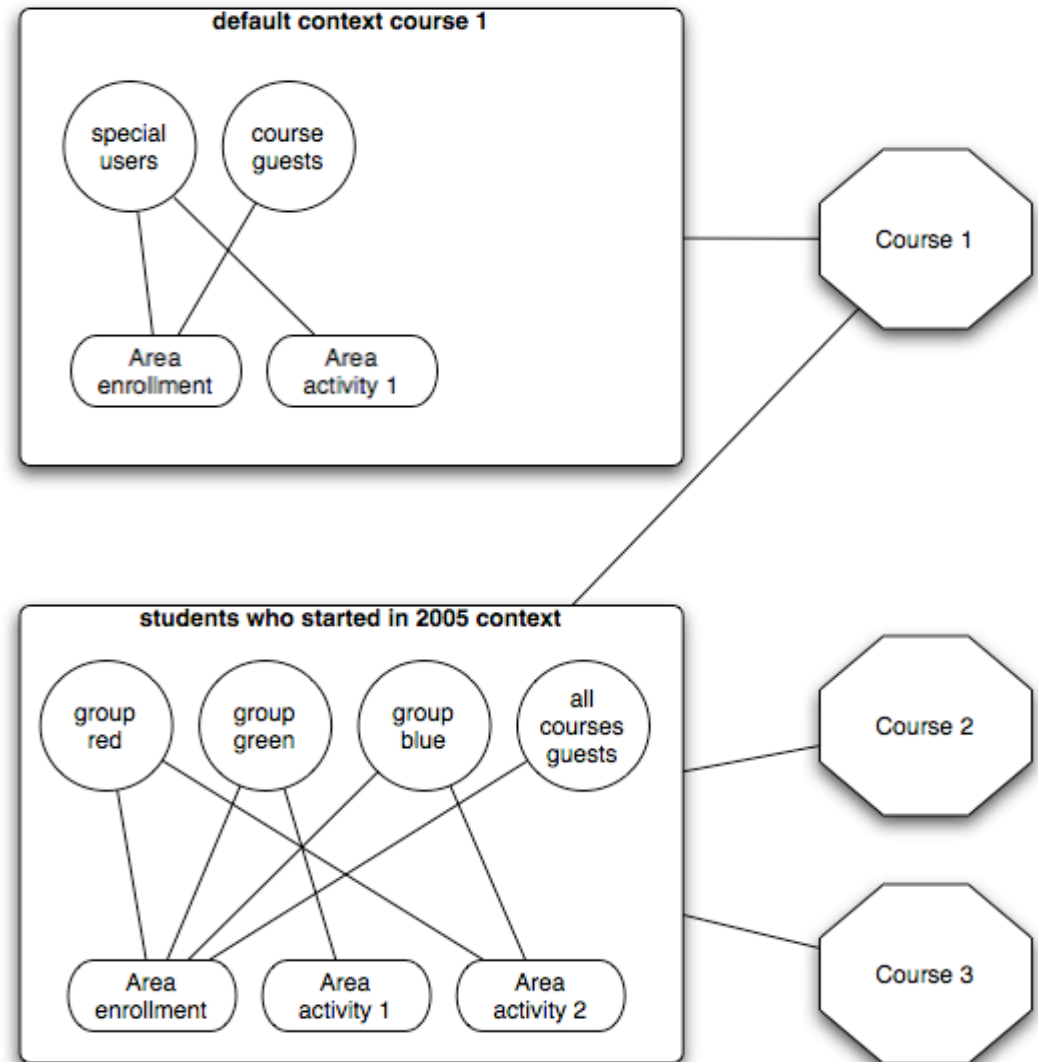 default context course 1
special
users
course
guests
Course 1
Area
enrollment
Area
activity 1
students who started in 2005 context
group
red
group
green
group
blue
all
courses
guests
Course 2
Area
enrollment
Area
activity 1
Area
activity 2
Course 3